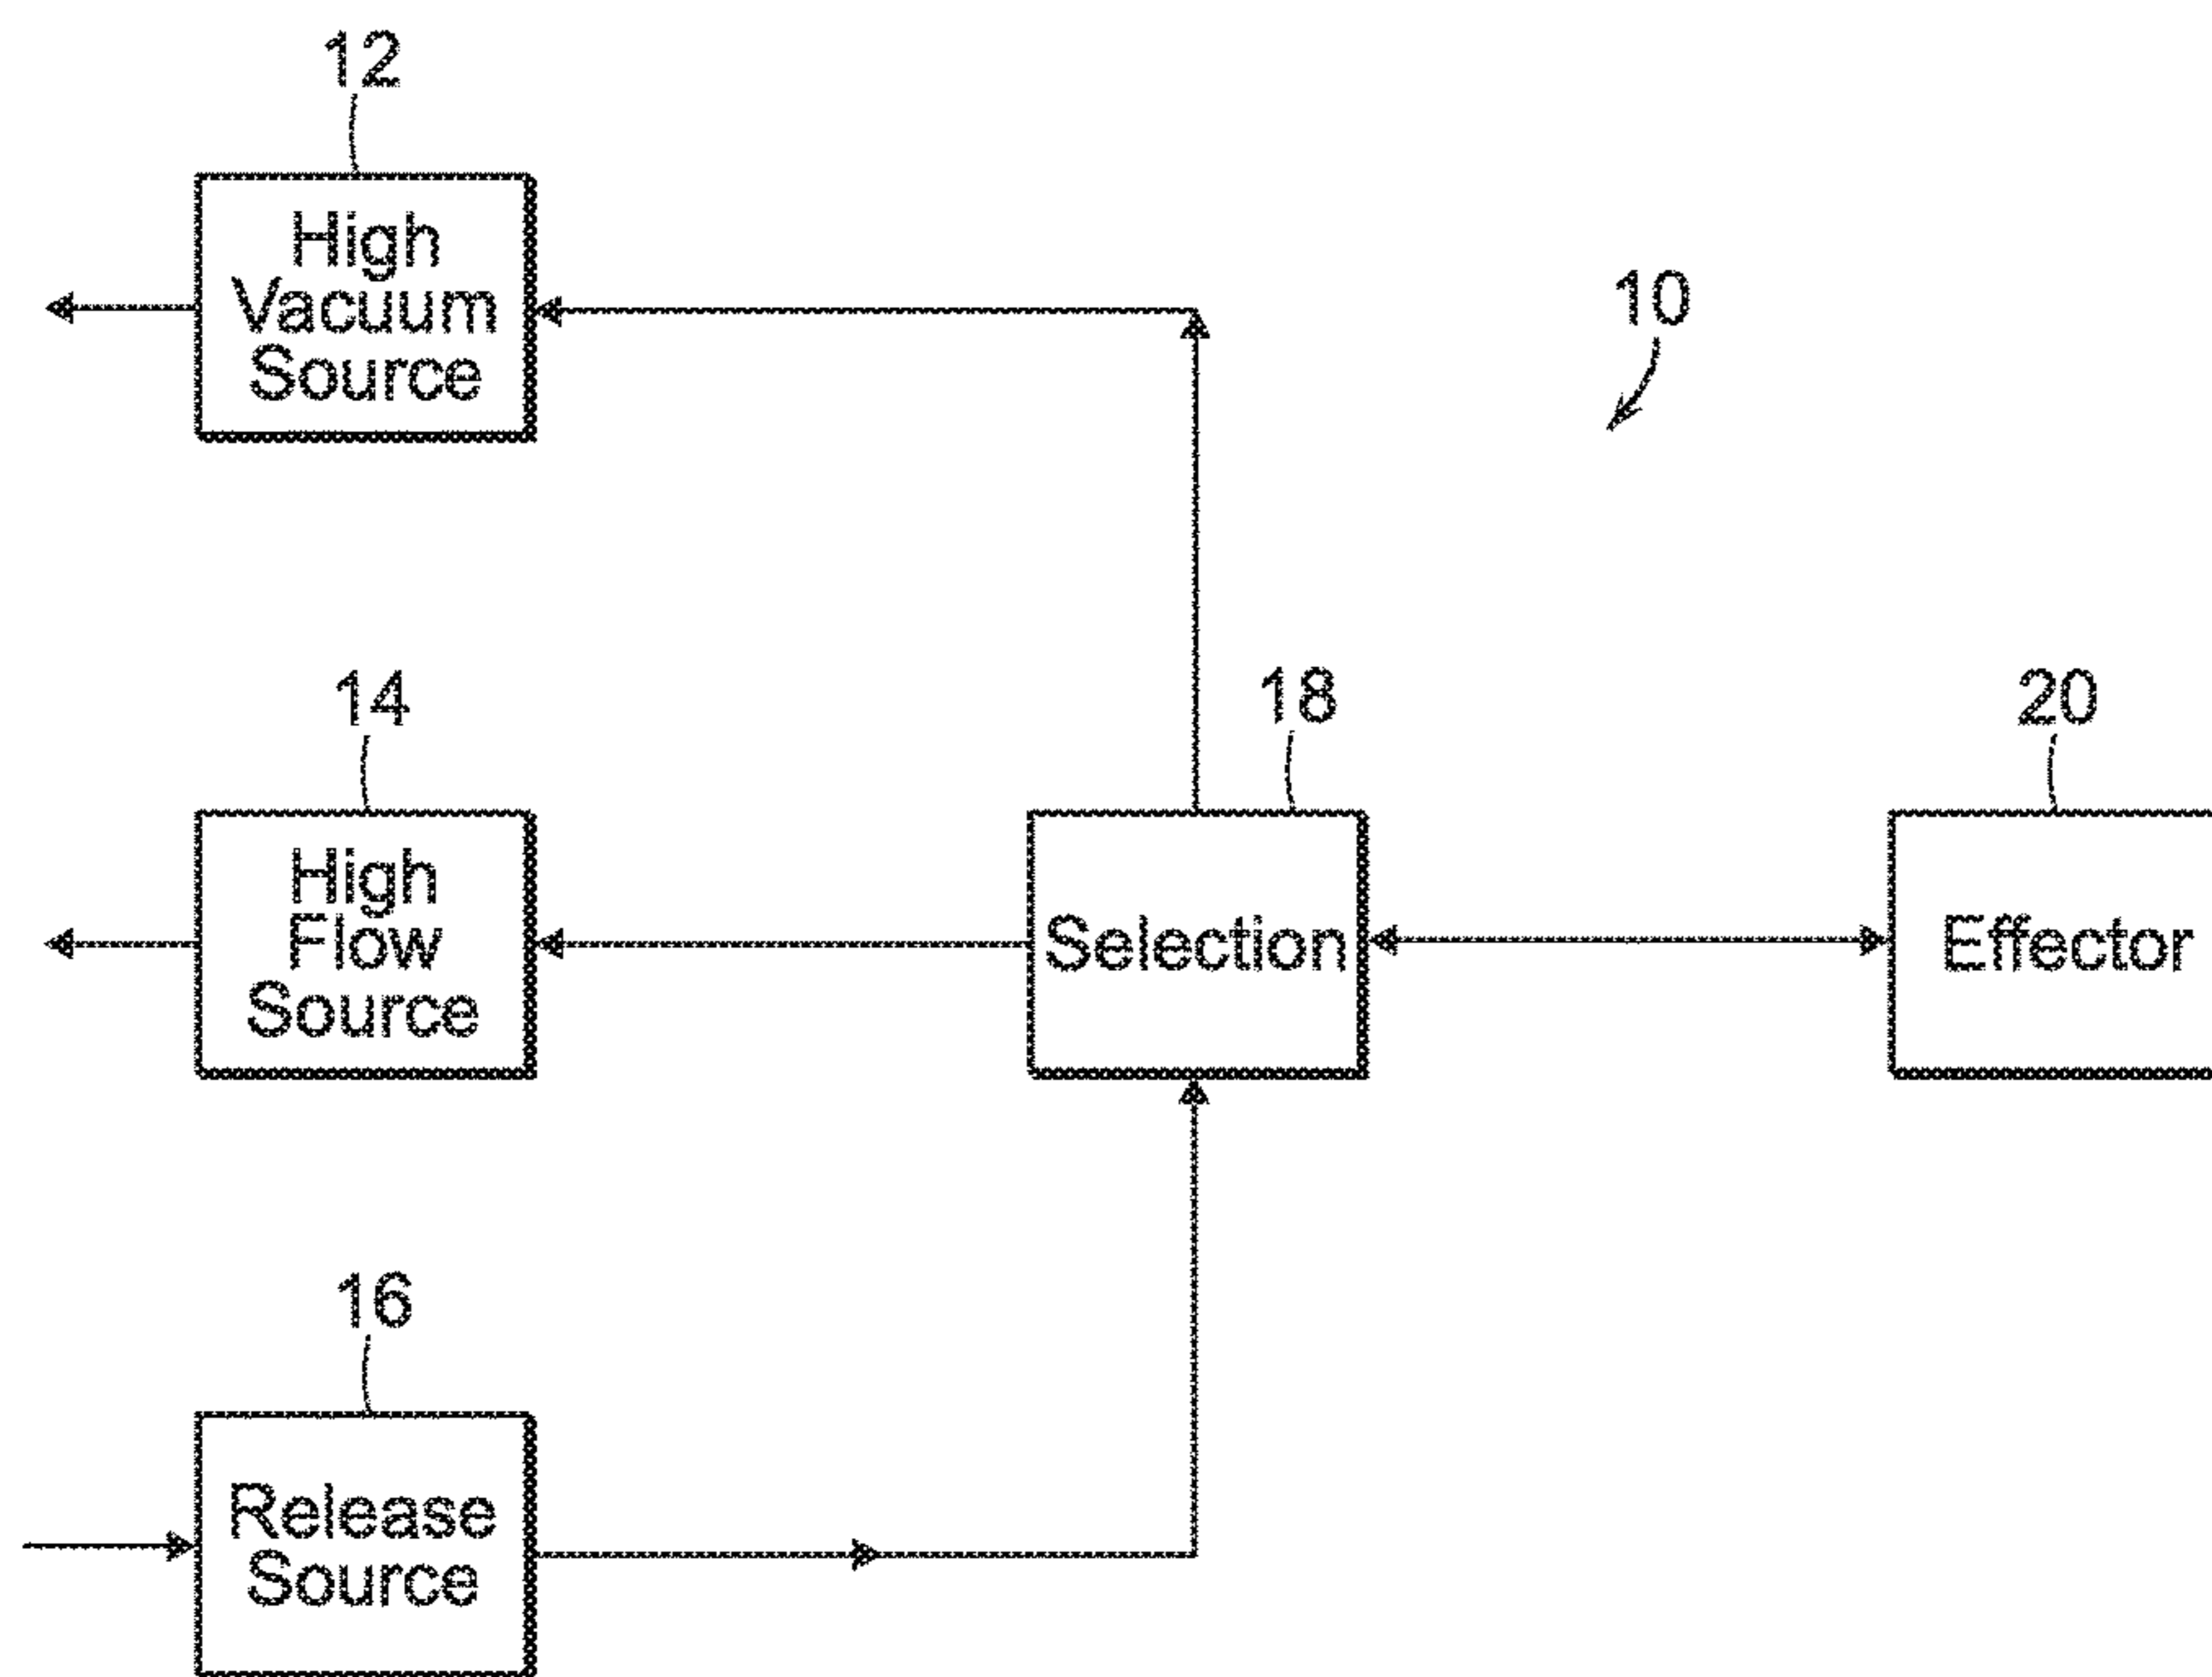 12
High
Vacuum
Source
10
14
High
Flow
Source
18
Selection
20
Effector
16
Release
Source